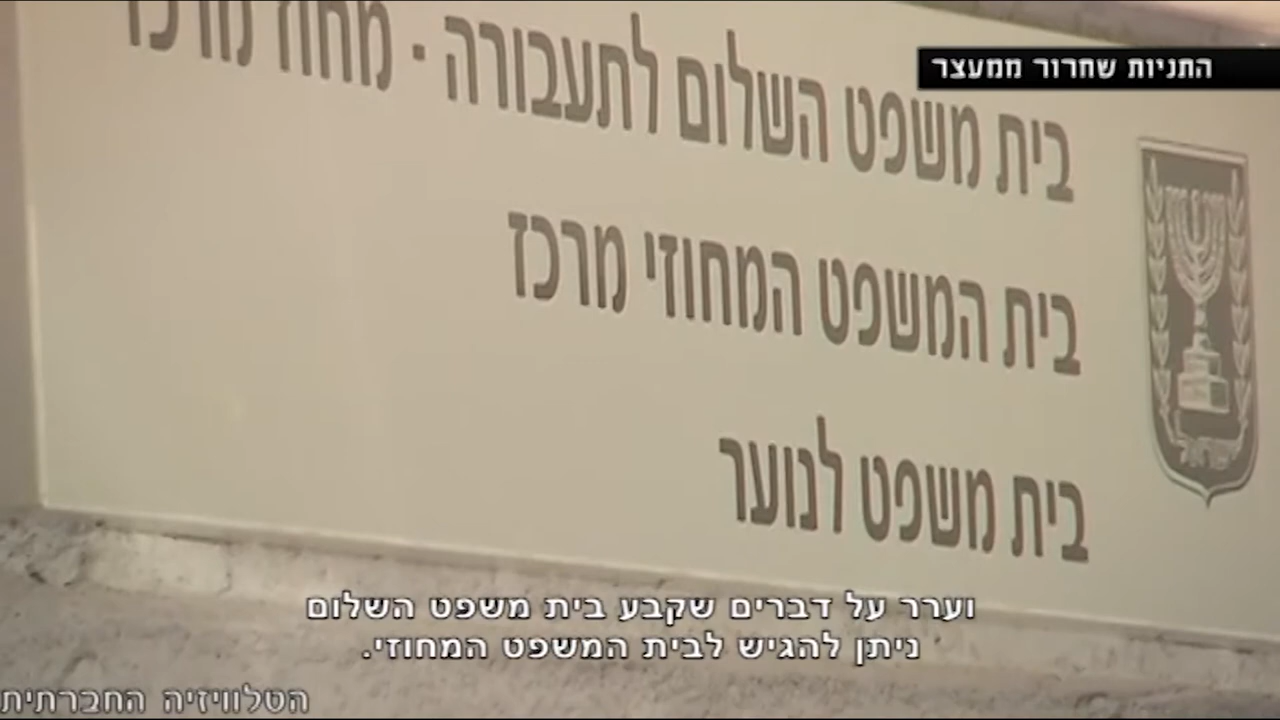 התניות שחרור ממעצר
בית משפט השלום לתעבורה - מחוז מרכז
בית המשפט המחוזי מרכז
בית משפט לנוער
וערר על דברים שקבע בית משפט השלום
ניתן להגיש לבית המשפט המחוזי.
הטלוויזיה החברתית